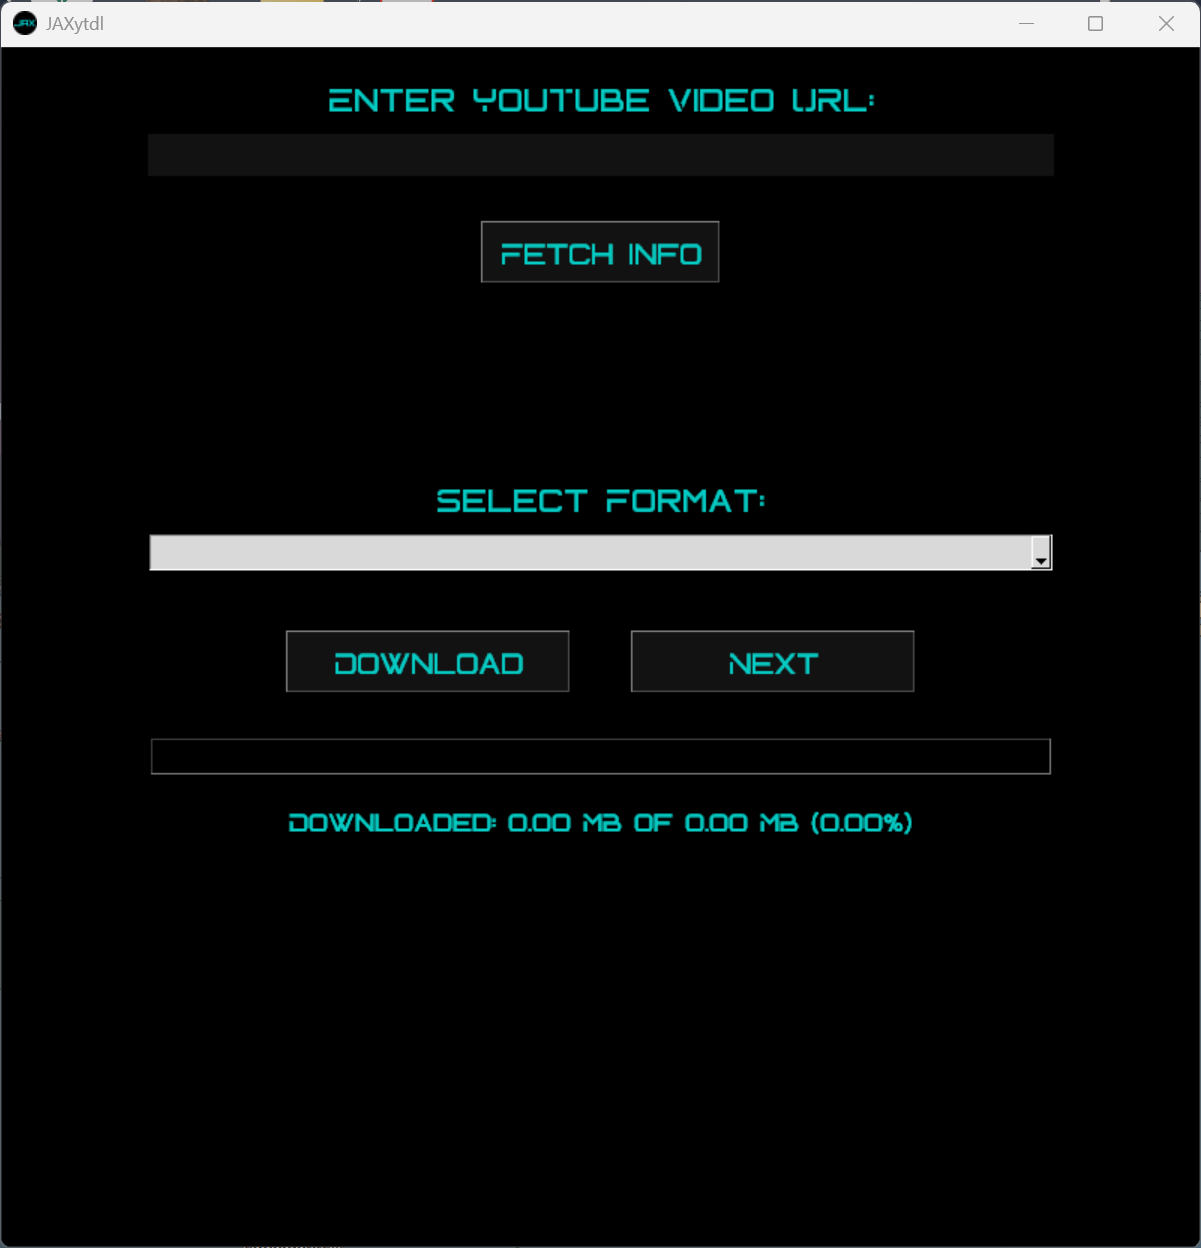 JAX JAXytdl
ENTER YOUTUBE VIDEO URL:
FETCH INFO
SELECT FORMAT:
DOWNLOAD NEXT
DOWNLOADED: 0.00 MB OF 0.00 MB (0.00%)